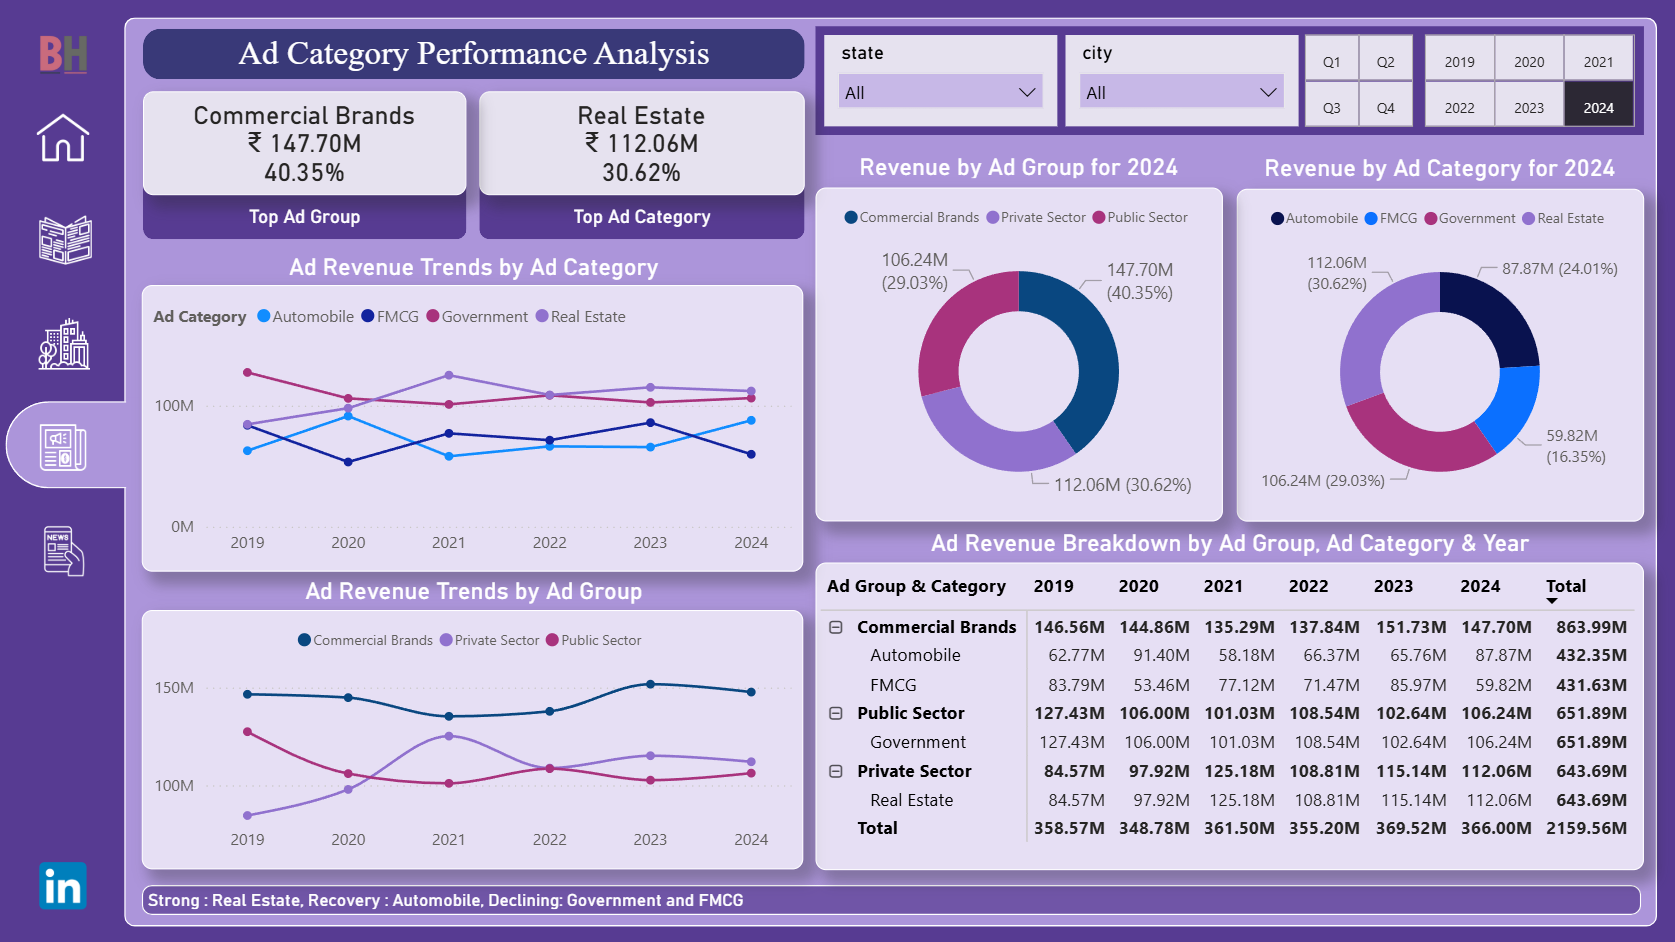 BH
Ad Category Performance Analysis
Commercial Brands
₹ 147.70M
40.35%
Top Ad Group
Real Estate
₹ 112.06M
30.62%
Top Ad Category
state
All
city
All
Q1 Q2
Q3 Q4
2019 2020 2021
2022 2023 2024
Ad Revenue Trends by Ad Category
Ad Category Automobile FMCG Government Real Estate
100M
0M
2019 2020 2021 2022 2023 2024
Ad Revenue Trends by Ad Group
Commercial Brands Private Sector Public Sector
150M
100M
2019 2020 2021 2022 2023 2024
Revenue by Ad Group for 2024
Commercial Brands Private Sector Public Sector
106.24M
(29.03%)
147.70M
(40.35%)
112.06M (30.62%)
Revenue by Ad Category for 2024
Automobile FMCG Government Real Estate
112.06M
(30.62%)
87.87M (24.01%)
59.82M
(16.35%)
106.24M (29.03%)
Ad Revenue Breakdown by Ad Group, Ad Category & Year
Ad Group & Category 2019 2020 2021 2022 2023 2024 Total
Commercial Brands 146.56M 144.86M 135.29M 137.84M 151.73M 147.70M 863.99M
Automobile 62.77M 91.40M 58.18M 66.37M 65.76M 87.87M 432.35M
FMCG 83.79M 53.46M 77.12M 71.47M 85.97M 59.82M 431.63M
Public Sector 127.43M 106.00M 101.03M 108.54M 102.64M 106.24M 651.89M
Government 127.43M 106.00M 101.03M 108.54M 102.64M 106.24M 651.89M
Private Sector 84.57M 97.92M 125.18M 108.81M 115.14M 112.06M 643.69M
Real Estate 84.57M 97.92M 125.18M 108.81M 115.14M 112.06M 643.69M
Total 358.57M 348.78M 361.50M 355.20M 369.52M 366.00M 2159.56M
NEWS
in
Strong : Real Estate, Recovery : Automobile, Declining: Government and FMCG